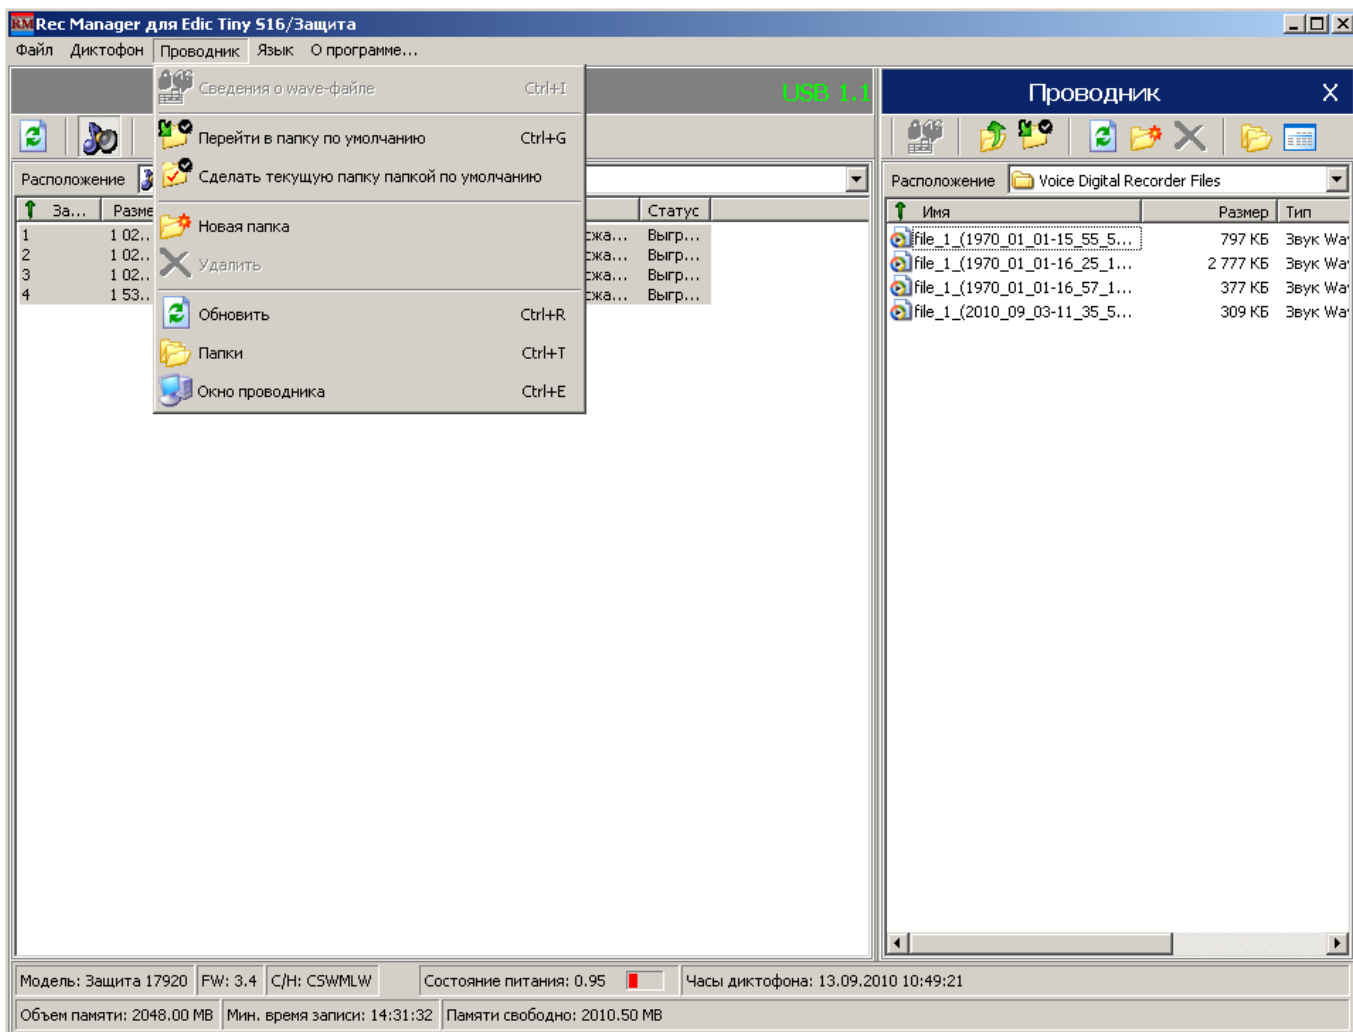 RM Rec Manager для Edic Tiny S16/Защита
Файл Диктофон Проводник Язык О программе...
USB 1.1
Проводник X
Сведения о wave-файле Ctrl+I
Перейти в папку по умолчанию Ctrl+G
Сделать текущую папку папкой по умолчанию
Новая папка
Удалить
Обновить Ctrl+R
Папки Ctrl+T
Окно проводника Ctrl+E
Расположение
За... Разме Статус
1 1 02.. сжа... Выгр...
2 1 02.. сжа... Выгр...
3 1 02.. сжа... Выгр...
4 1 53.. сжа... Выгр...
Расположение Voice Digital Recorder Files
Имя Размер Тип
file_1_(1970_01_01-15_55_5... 797 КБ Звук Wa
file_1_(1970_01_01-16_25_1... 2 777 КБ Звук Wa
file_1_(1970_01_01-16_57_1... 377 КБ Звук Wa
file_1_(2010_09_03-11_35_5... 309 КБ Звук Wa
Модель: Защита 17920 FW: 3.4 С/Н: CSWMLW Состояние питания: 0.95 Часы диктофона: 13.09.2010 10:49:21
Объем памяти: 2048.00 MB Мин. время записи: 14:31:32 Памяти свободно: 2010.50 MB